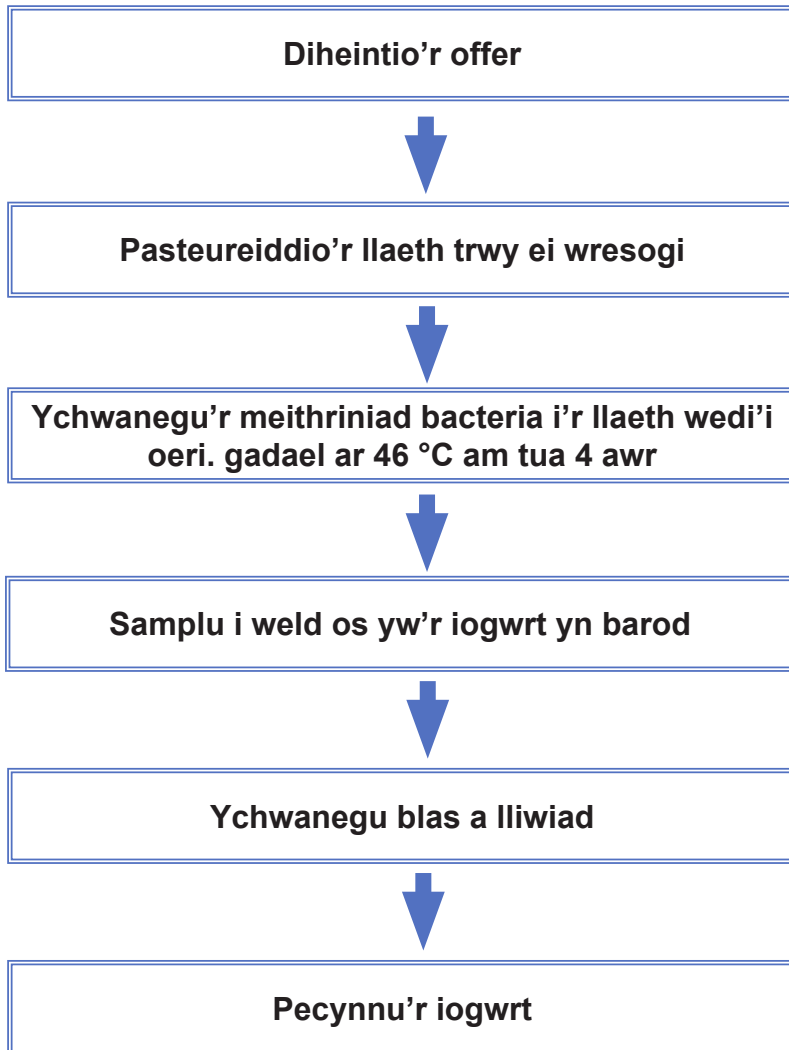 Diheintio’r offer
Pasteureiddio’r llaeth trwy ei wresogi
Ychwanegu’r meithriniad bacteria i’r llaeth wedi’i
oeri. gadael ar 46 °C am tua 4 awr
Samplu i weld os yw’r iogwrt yn barod
Ychwanegu blas a lliwiad
Pecynnu’r iogwrt